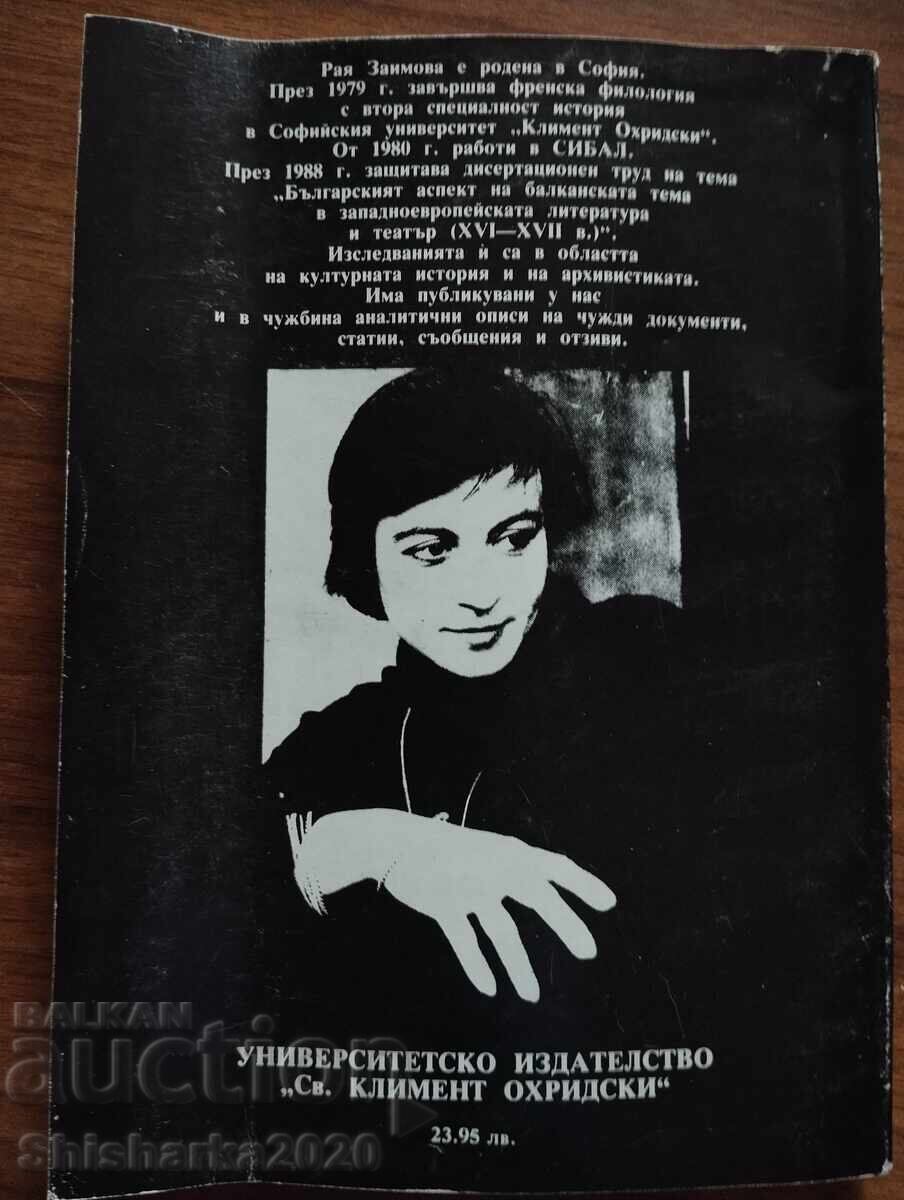 Рая Заимова е родена в София.
През 1979 г. завършва френска филология
с втора специалност история
в Софийския университет „Климент Охридски“.
От 1980 г. работи в СИБАЛ.
През 1988 г. защитава дисертационен труд на тема
„Българският аспект на балканската тема
в западноевропейската литература
и театър (XVI—XVII в.)“.
Изследванията ѝ са в областта
на културната история и на архивистиката.
Има публикувани у нас
и в чужбина аналитични описи на чужди документи,
статии, съобщения и отзиви.
УНИВЕРСИТЕТСКО ИЗДАТЕЛСТВО
„Св. КЛИМЕНТ ОХРИДСКИ“
23.95 лв.
BALKAN
auction
Shisharka2020